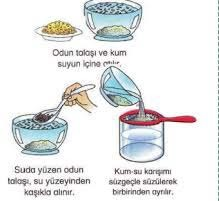 Odun talaşı ve kum
suyun içine atılır.
Suda yüzen odun
talaşı, su yüzeyinden
kaşıkla alınır.
Kum-su karışımı
süzgeçle süzülerek
birbirinden ayrılır.